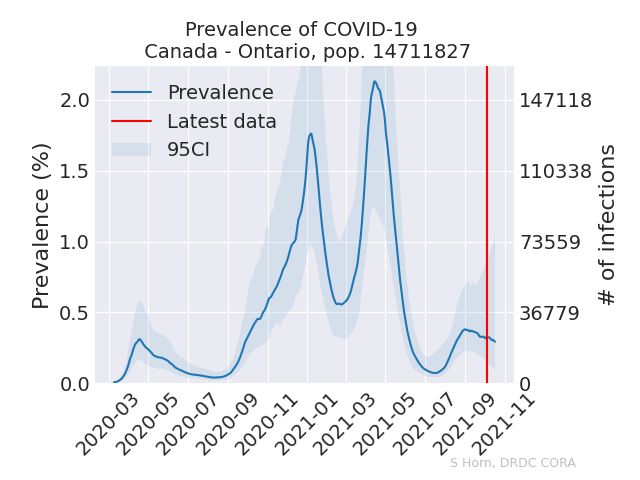 Prevalence of COVID-19
Canada - Ontario, pop. 14711827
Prevalence
Latest data
95CI
Prevalence (%)
2.0
1.5
1.0
0.5
0.0
147118
110338
73559
36779
0
# of infections
2020-03
2020-05
2020-07
2020-09
2020-11
2021-01
2021-03
2021-05
2021-07
2021-09
2021-11
S Horn, DRDC CORA